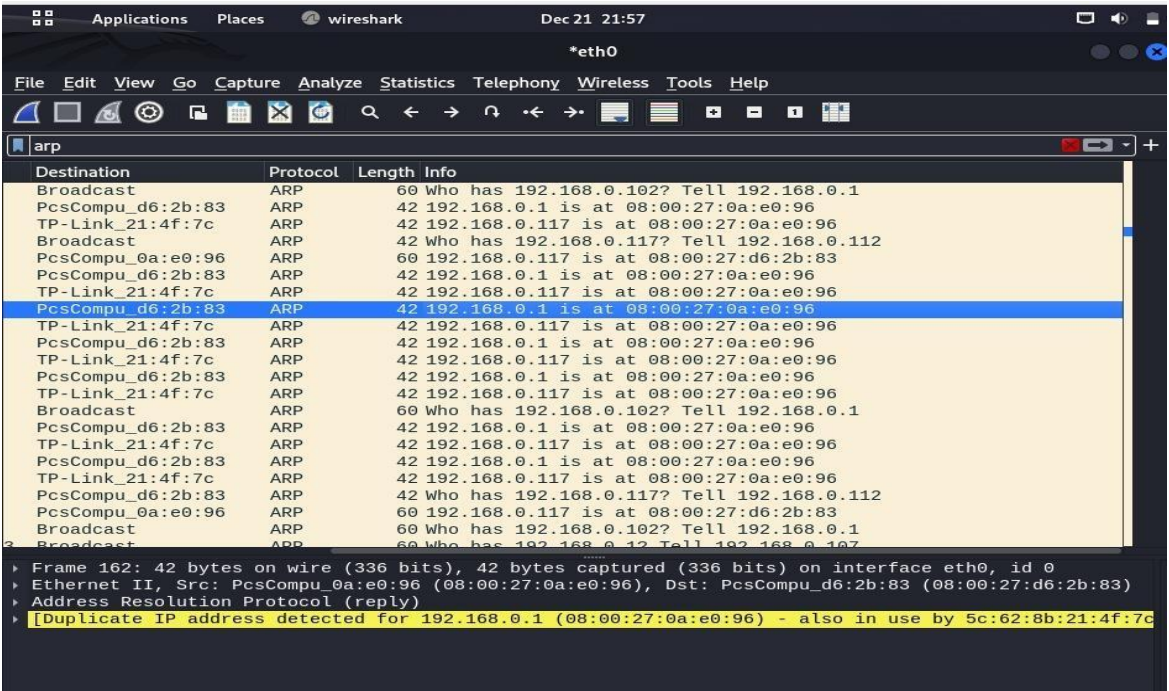 Applications Places wireshark Dec 21 21:57
*eth0
File Edit View Go Capture Analyze Statistics Telephony Wireless Tools Help
arp
Destination Protocol Length Info
Broadcast ARP 60 Who has 192.168.0.102? Tell 192.168.0.1
PcsCompu_d6:2b:83 ARP 42 192.168.0.1 is at 08:00:27:0a:e0:96
TP-Link_21:4f:7c ARP 42 192.168.0.117 is at 08:00:27:0a:e0:96
Broadcast ARP 42 Who has 192.168.0.117? Tell 192.168.0.112
PcsCompu_0a:e0:96 ARP 60 192.168.0.117 is at 08:00:27:d6:2b:83
PcsCompu_d6:2b:83 ARP 42 192.168.0.1 is at 08:00:27:0a:e0:96
TP-Link_21:4f:7c ARP 42 192.168.0.117 is at 08:00:27:0a:e0:96
PcsCompu_d6:2b:83 ARP 42 192.168.0.1 is at 08:00:27:0a:e0:96
TP-Link_21:4f:7c ARP 42 192.168.0.117 is at 08:00:27:0a:e0:96
PcsCompu_d6:2b:83 ARP 42 192.168.0.1 is at 08:00:27:0a:e0:96
TP-Link_21:4f:7c ARP 42 192.168.0.117 is at 08:00:27:0a:e0:96
PcsCompu_d6:2b:83 ARP 42 192.168.0.1 is at 08:00:27:0a:e0:96
TP-Link_21:4f:7c ARP 42 192.168.0.117 is at 08:00:27:0a:e0:96
Broadcast ARP 60 Who has 192.168.0.102? Tell 192.168.0.1
PcsCompu_d6:2b:83 ARP 42 192.168.0.1 is at 08:00:27:0a:e0:96
TP-Link_21:4f:7c ARP 42 192.168.0.117 is at 08:00:27:0a:e0:96
PcsCompu_d6:2b:83 ARP 42 192.168.0.1 is at 08:00:27:0a:e0:96
TP-Link_21:4f:7c ARP 42 192.168.0.117 is at 08:00:27:0a:e0:96
PcsCompu_d6:2b:83 ARP 42 Who has 192.168.0.117? Tell 192.168.0.112
PcsCompu_0a:e0:96 ARP 60 192.168.0.117 is at 08:00:27:d6:2b:83
Broadcast ARP 60 Who has 192.168.0.102? Tell 192.168.0.1
3 Broadcast ARP 60 Who has 192.168.0.12 Tell 192.168.0.107
Frame 162: 42 bytes on wire (336 bits), 42 bytes captured (336 bits) on interface eth0, id 0
Ethernet II, Src: PcsCompu_0a:e0:96 (08:00:27:0a:e0:96), Dst: PcsCompu_d6:2b:83 (08:00:27:d6:2b:83)
Address Resolution Protocol (reply)
[Duplicate IP address detected for 192.168.0.1 (08:00:27:0a:e0:96) - also in use by 5c:62:8b:21:4f:7c